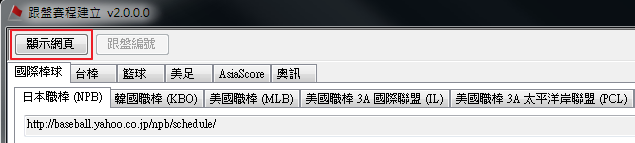 跟盤賽程建立 v2.0.0.0
顯示網頁 跟盤編號
國際棒球 台棒 籃球 美足 AsiaScore 奧訊
日本職棒 (NPB) 韓國職棒 (KBO) 美國職棒 (MLB) 美國職棒 3A 國際聯盟 (IL) 美國職棒 3A 太平洋岸聯盟 (PCL)
http://baseball.yahoo.co.jp/npb/schedule/